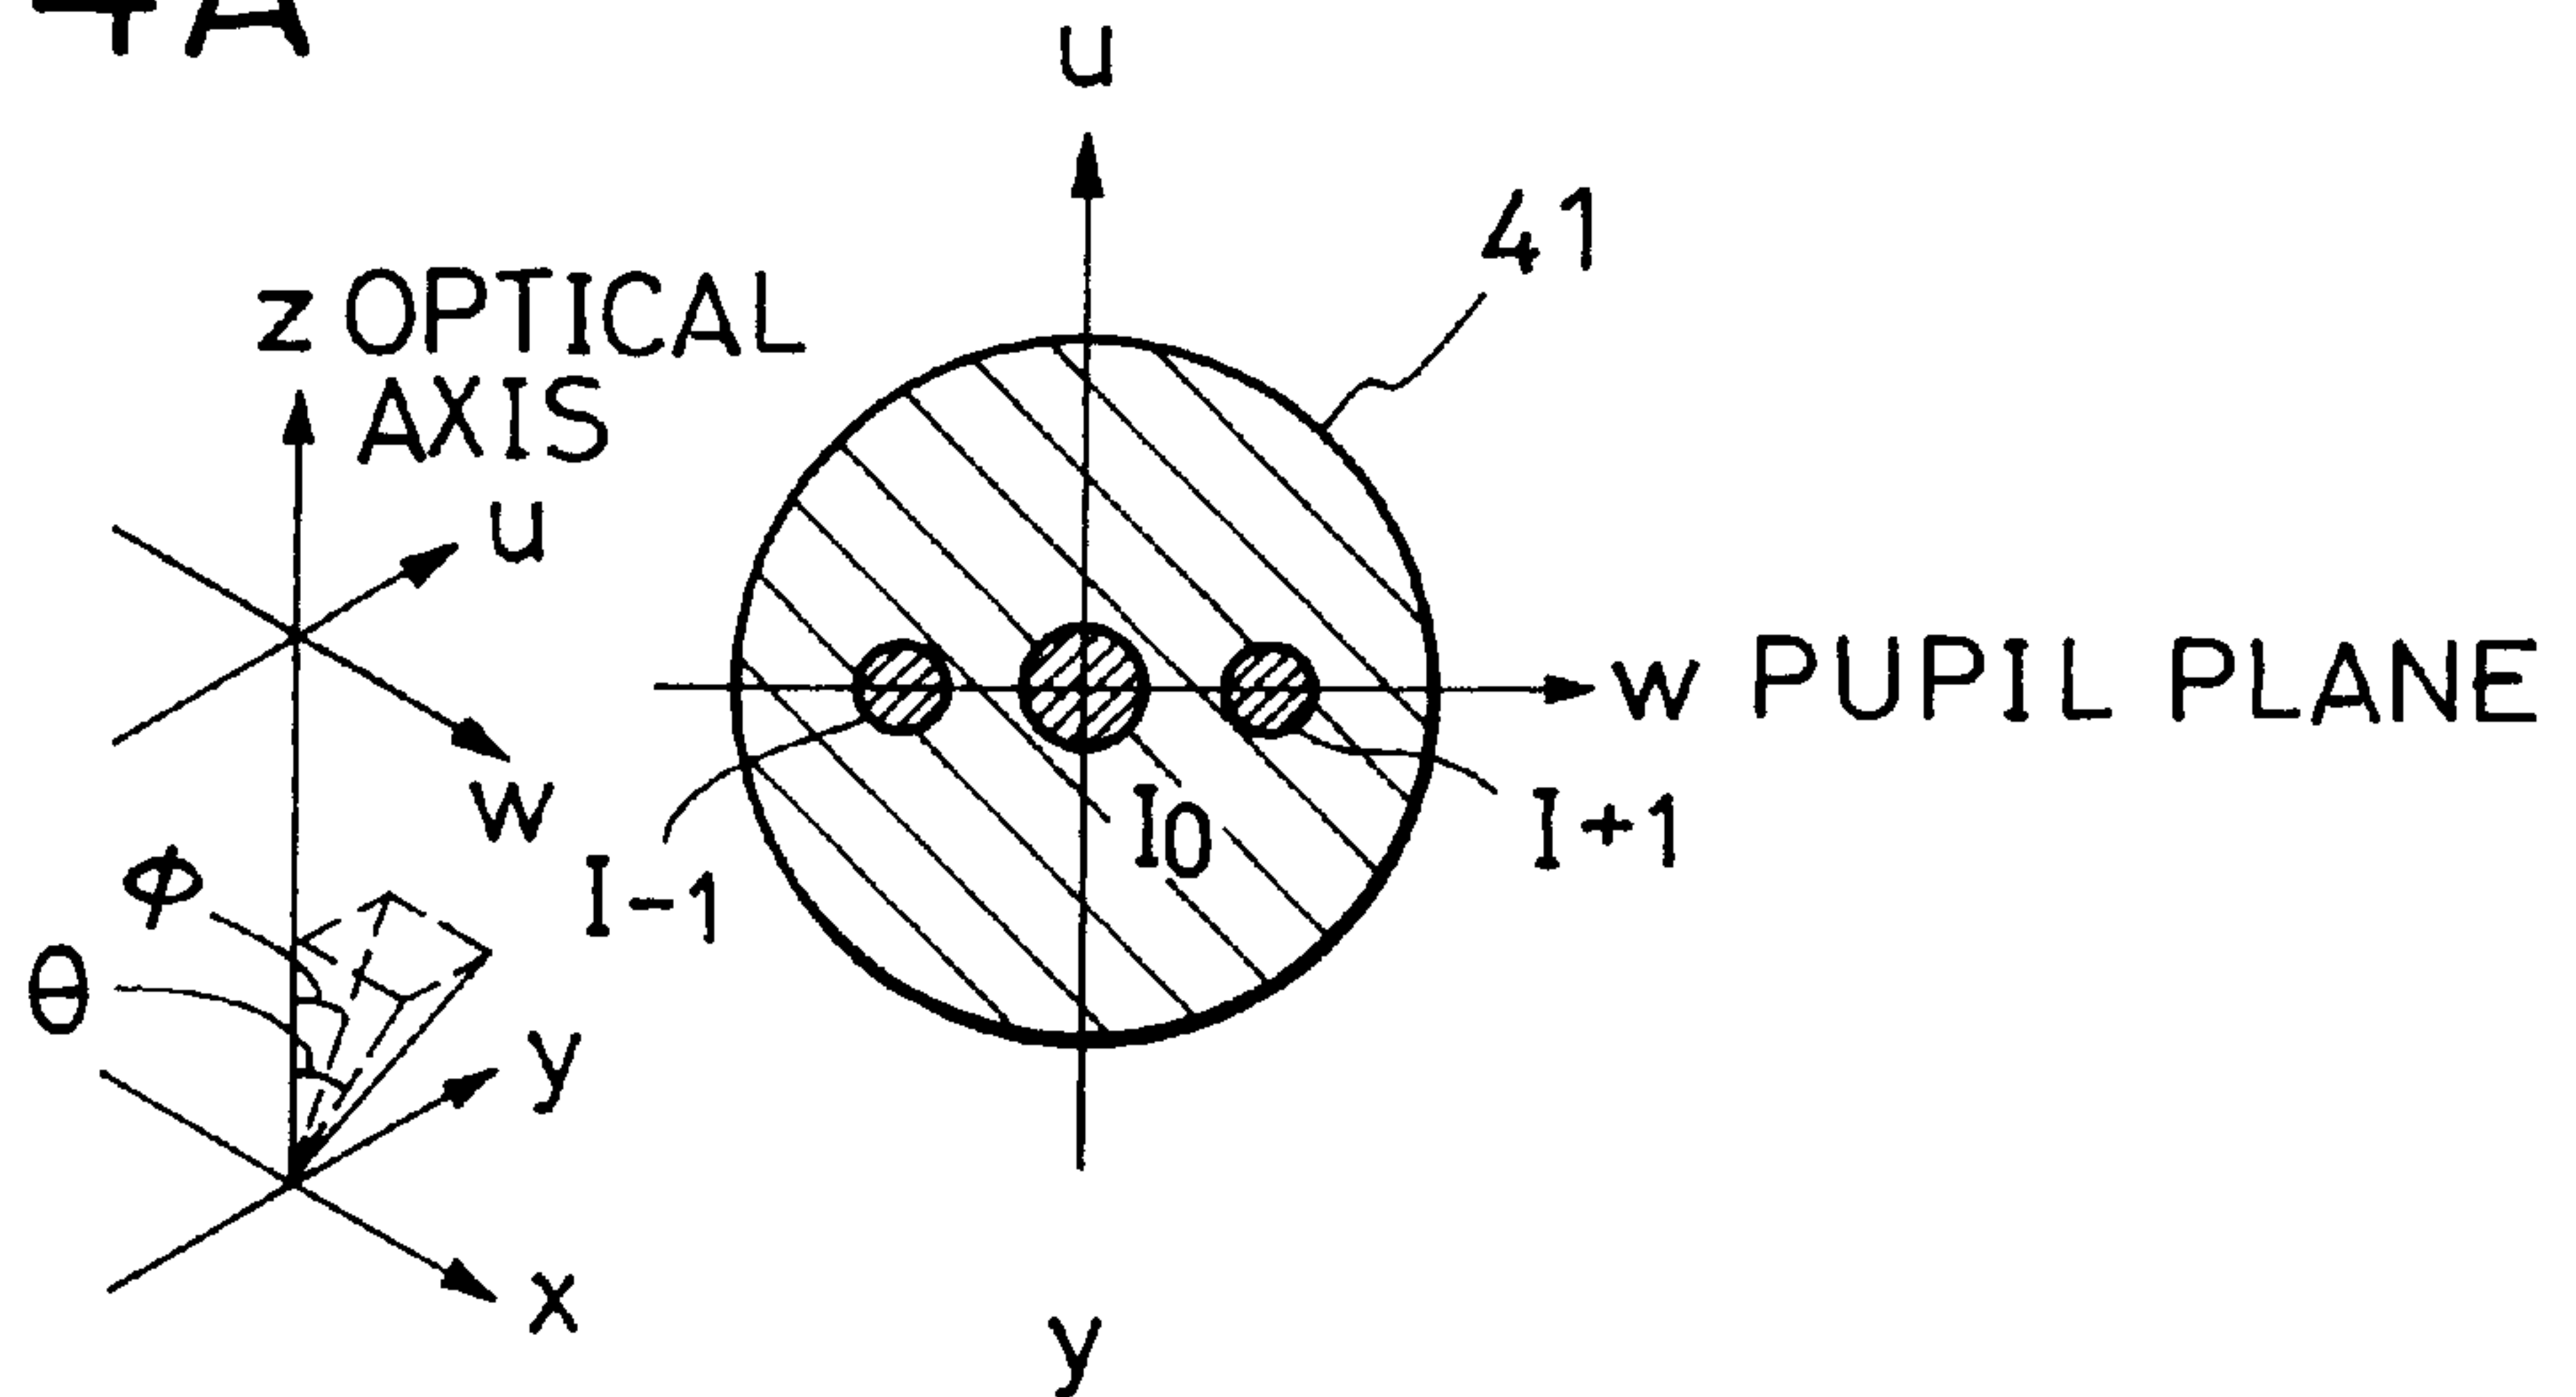 4A
u
41
z OPTICAL
AXIS
u
w PUPIL PLANE
w
I0
I+1
ϕ
I-1
θ
y
x
y